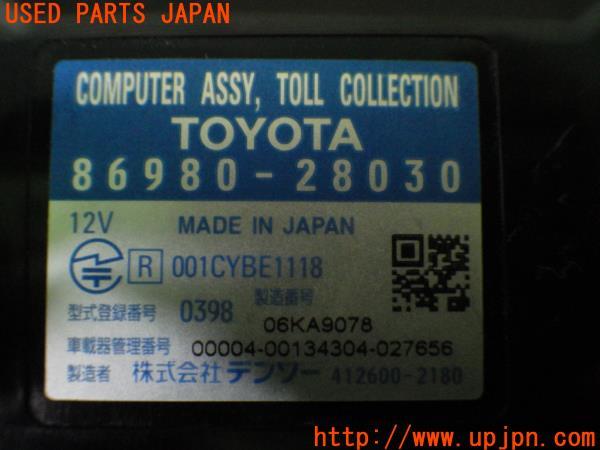 USED PARTS JAPAN
COMPUTER ASSY, TOLL COLLECTION
TOYOTA
86980-28030
12V MADE IN JAPAN
R 001CYBE1118
型式登録番号 0398 製造番号 06KA9078
車載器管理番号 00004-00134304-027656
製造者 株式会社 デンソー 412600-2180
http://www.upjpn.com